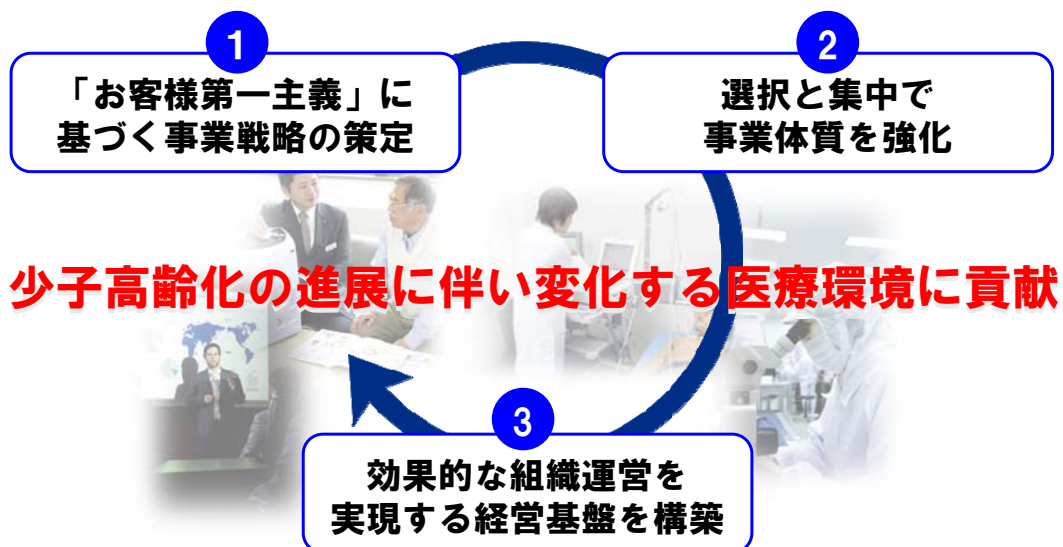 1
「お客様第一主義」に
基づく事業戦略の策定
2
選択と集中で
事業体質を強化
少子高齢化の進展に伴い変化する医療環境に貢献
3
効果的な組織運営を
実現する経営基盤を構築